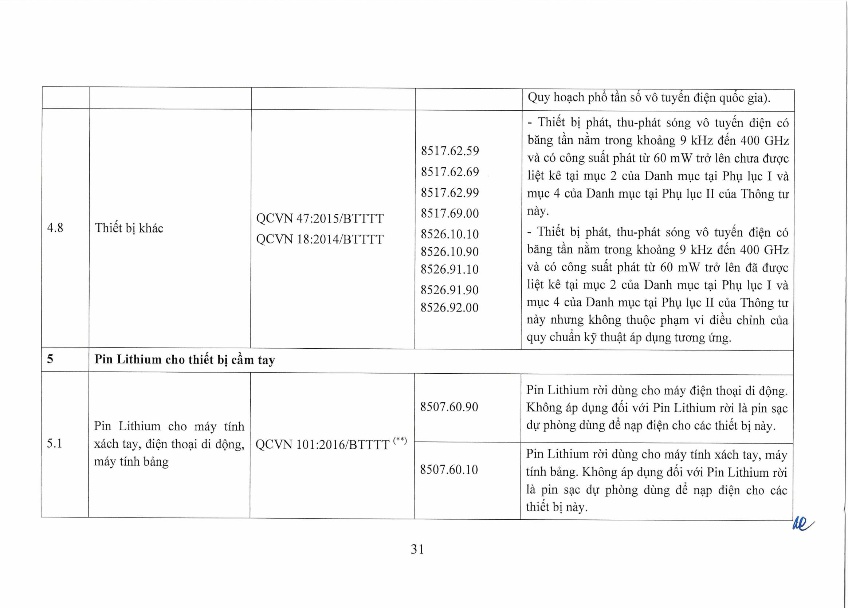 Quy hoạch phổ tần số vô tuyến điện quốc gia).
4.8
Thiết bị khác
QCVN 47:2015/BTTTT
QCVN 18:2014/BTTTT
8517.62.59
8517.62.69
8517.62.99
8517.69.00
8526.10.10
8526.10.90
8526.91.10
8526.91.90
8526.92.00
- Thiết bị phát, thu-phát sóng vô tuyến điện có
băng tần nằm trong khoảng 9 kHz đến 400 GHz
và có công suất phát từ 60 mW trở lên chưa được
liệt kê tại mục 2 của Danh mục tại Phụ lục I và
mục 4 của Danh mục tại Phụ lục II của Thông tư
này.
- Thiết bị phát, thu-phát sóng vô tuyến điện có
băng tần nằm trong khoảng 9 kHz đến 400 GHz
và có công suất phát từ 60 mW trở lên đã được
liệt kê tại mục 2 của Danh mục tại Phụ lục I và
mục 4 của Danh mục tại Phụ lục II của Thông tư
này nhưng không thuộc phạm vi điều chỉnh của
quy chuẩn kỹ thuật áp dụng tương ứng.
5
Pin Lithium cho thiết bị cầm tay
5.1
Pin Lithium cho máy tính
xách tay, điện thoại di động,
máy tính bảng
QCVN 101:2016/BTTTT (**)
8507.60.90
Pin Lithium rời dùng cho máy điện thoại di động.
Không áp dụng đối với Pin Lithium rời là pin sạc
dự phòng dùng để nạp điện cho các thiết bị này.
8507.60.10
Pin Lithium rời dùng cho máy tính xách tay, máy
tính bảng. Không áp dụng đối với Pin Lithium rời
là pin sạc dự phòng dùng để nạp điện cho các
thiết bị này.
31